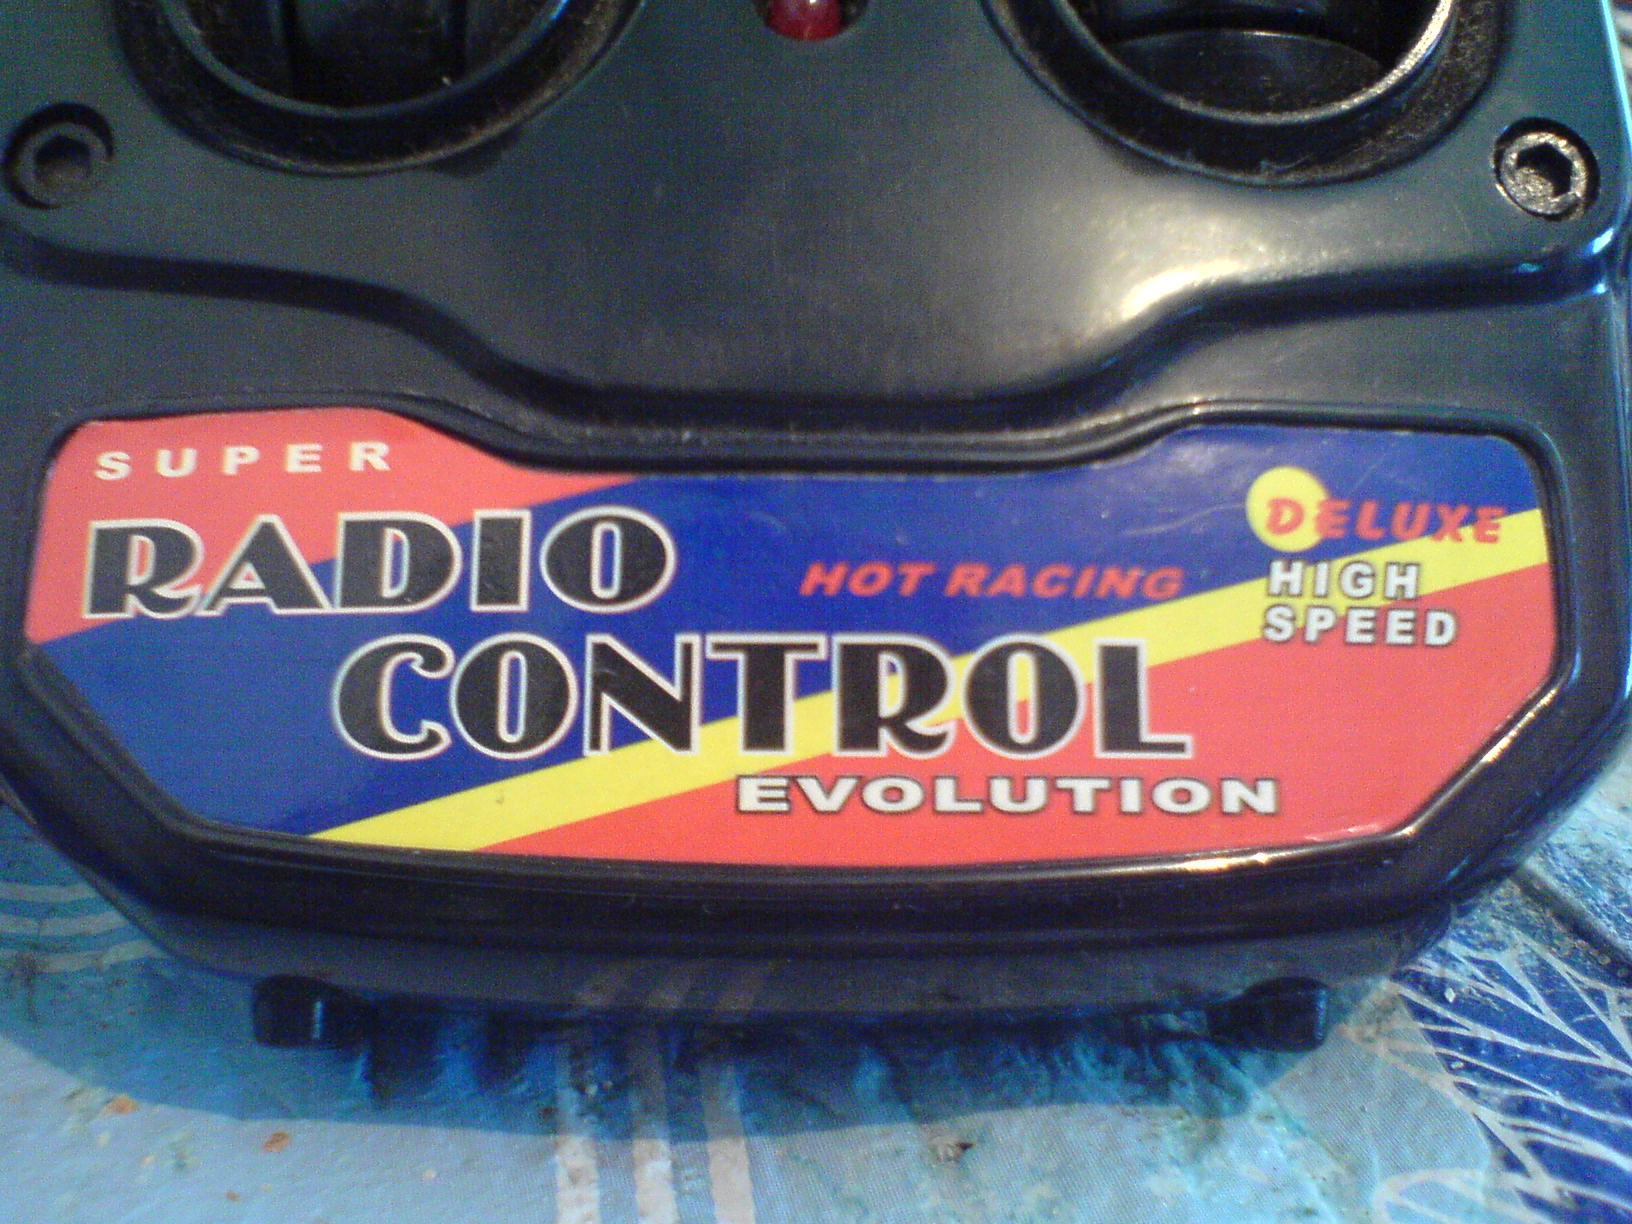 SUPER
RADIO
HOT RACING
DELUXE
HIGH
SPEED
CONTROL
EVOLUTION